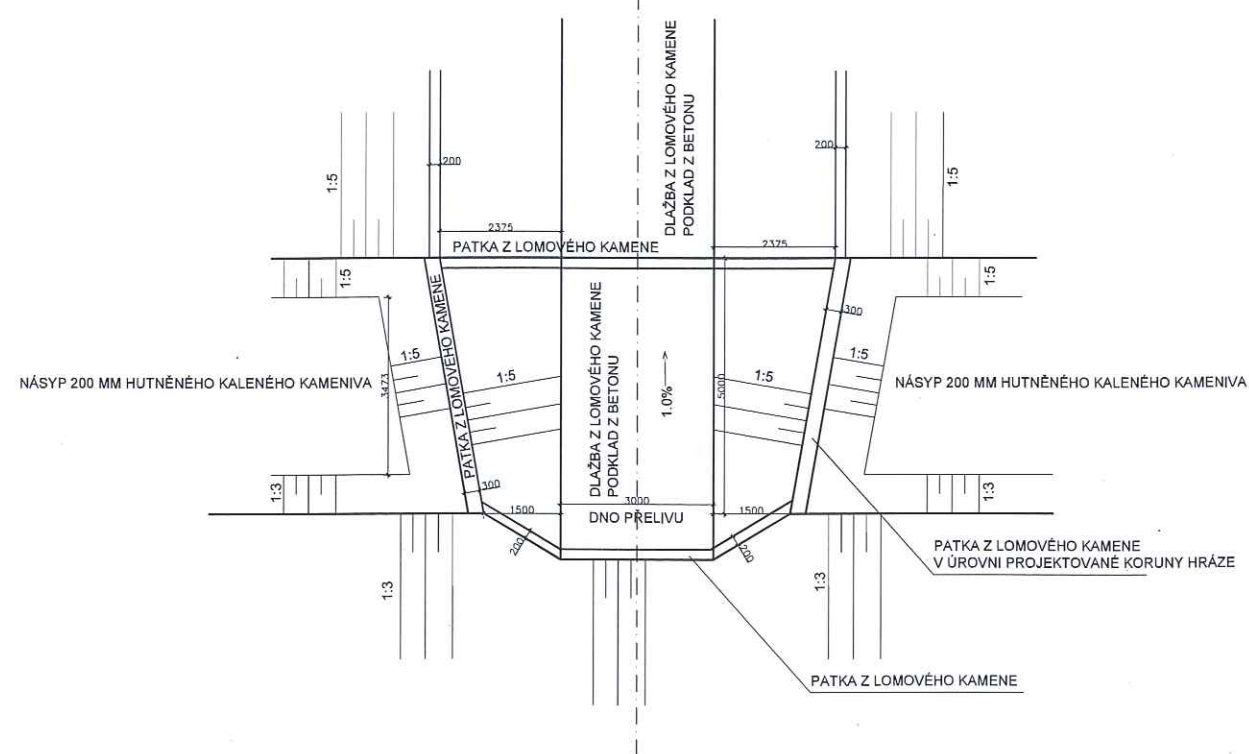 DLAŽBA Z LOMOVÉHO KAMENE
PODKLAD Z BETONU
200
200
1:5
1:5
2375
2375
PATKA Z LOMOVÉHO KAMENE
1:5
1:5
PATKA Z LOMOVÉHO KAMENE
300
3473
1:5
1:5
1:5
1:5
DLAŽBA Z LOMOVÉHO KAMENE
PODKLAD Z BETONU
1.0%
5000
NÁSYP 200 MM HUTNĚNÉHO KALENÉHO KAMENIVA
NÁSYP 200 MM HUTNĚNÉHO KALENÉHO KAMENIVA
1:3
300
1:3
1500
3000
1500
DNO PŘELIVU
200
200
PATKA Z LOMOVÉHO KAMENE
V ÚROVNI PROJEKTOVANÉ KORUNY HRÁZE
1:3
1:3
PATKA Z LOMOVÉHO KAMENE